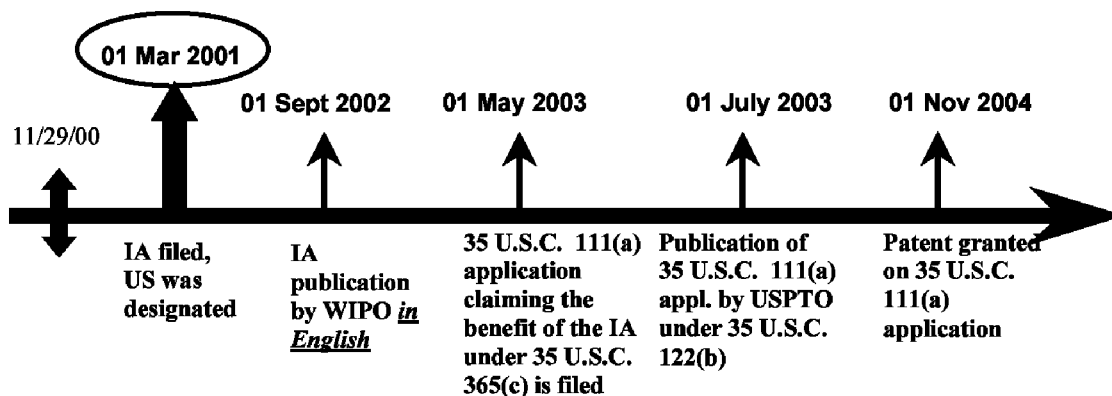 01 Mar 2001
01 Sept 2002
01 May 2003
01 July 2003
01 Nov 2004
11/29/00
IA filed,
US was
designated
IA
publication
by WIPO in
English
35 U.S.C. 111(a)
application
claiming the
benefit of the IA
under 35 U.S.C.
365(c) is filed
Publication of
35 U.S.C. 111(a)
appl. by USPTO
under 35 U.S.C.
122(b)
Patent granted
on 35 U.S.C.
111(a)
application